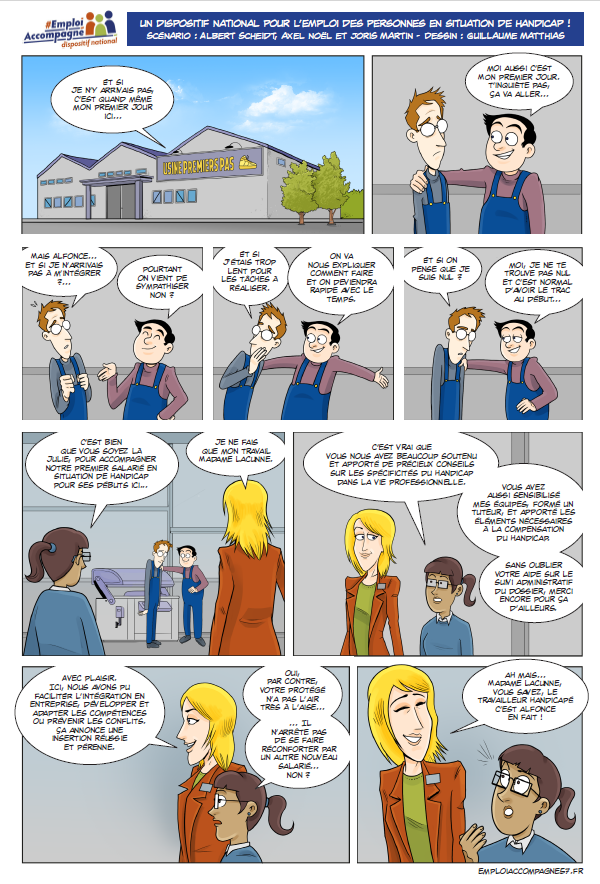 #Emploi
Accompagné
dispositif national
UN DISPOSITIF NATIONAL POUR L'EMPLOI DES PERSONNES EN SITUATION DE HANDICAP !
SCÉNARIO : ALBERT SCHEIDT, AXEL NOËL ET JORIS MARTIN - DESSIN : GUILLAUME MATTHIAS
ET SI
JE N'Y ARRIVAIS PAS,
C'EST QUAND MÊME
MON PREMIER JOUR
ICI...
USINE PREMIERS PAS
MOI AUSSI C'EST
MON PREMIER JOUR.
T'INQUIÈTE PAS,
ÇA VA ALLER...
MAIS ALFONCE...
ET SI JE N'ARRIVAIS
PAS À M'INTÉGRER
?...
POURTANT
ON VIENT DE
SYMPATHISER
NON ?
ET SI
J'ÉTAIS TROP
LENT POUR
LES TÂCHES À
RÉALISER.
ON VA
NOUS EXPLIQUER
COMMENT FAIRE
ET ON DEVIENDRA
RAPIDE AVEC LE
TEMPS.
ET SI ON
PENSE QUE JE
SUIS NUL ?
MOI, JE NE TE
TROUVE PAS NUL
ET C'EST NORMAL
D'AVOIR LE TRAC
AU DÉBUT...
C'EST BIEN
QUE VOUS SOYEZ LÀ
JULIE, POUR ACCOMPAGNER
NOTRE PREMIER SALARIÉ EN
SITUATION DE HANDICAP
POUR SES DÉBUTS ICI...
JE NE FAIS
QUE MON TRAVAIL
MADAME LACUNNE.
C'EST VRAI QUE
VOUS NOUS AVEZ BEAUCOUP SOUTENU
ET APPORTÉ DE PRÉCIEUX CONSEILS
SUR LES SPÉCIFICITÉS DU HANDICAP
DANS LA VIE PROFESSIONNELLE.
VOUS AVEZ
AUSSI SENSIBILISÉ
MES ÉQUIPES, FORMÉ UN
TUTEUR, ET APPORTÉ LES
ÉLÉMENTS NÉCESSAIRES
À LA COMPENSATION
DU HANDICAP.
SANS OUBLIER
VOTRE AIDE SUR LE
SUIVI ADMINISTRATIF
DU DOSSIER, MERCI
ENCORE POUR ÇA
D'AILLEURS.
AVEC PLAISIR.
ICI, NOUS AVONS PU
FACILITER L'INTÉGRATION EN
ENTREPRISE, DÉVELOPPER ET
ADAPTER LES COMPÉTENCES
OU PRÉVENIR LES CONFLITS.
ÇA ANNONCE UNE
INSERTION RÉUSSIE
ET PÉRENNE.
OUI,
PAR CONTRE,
VOTRE PROTÉGÉ
N'A PAS L'AIR
TRÈS À L'AISE...
... IL
N'ARRÊTE PAS
DE SE FAIRE
RÉCONFORTER PAR
UN AUTRE NOUVEAU
SALARIÉ...
NON ?
AH MAIS...
MADAME LACUNNE,
VOUS SAVEZ, LE
TRAVAILLEUR HANDICAPÉ
C'EST ALFONCE
EN FAIT !
EMPLOIACCOMPAGNE57.FR